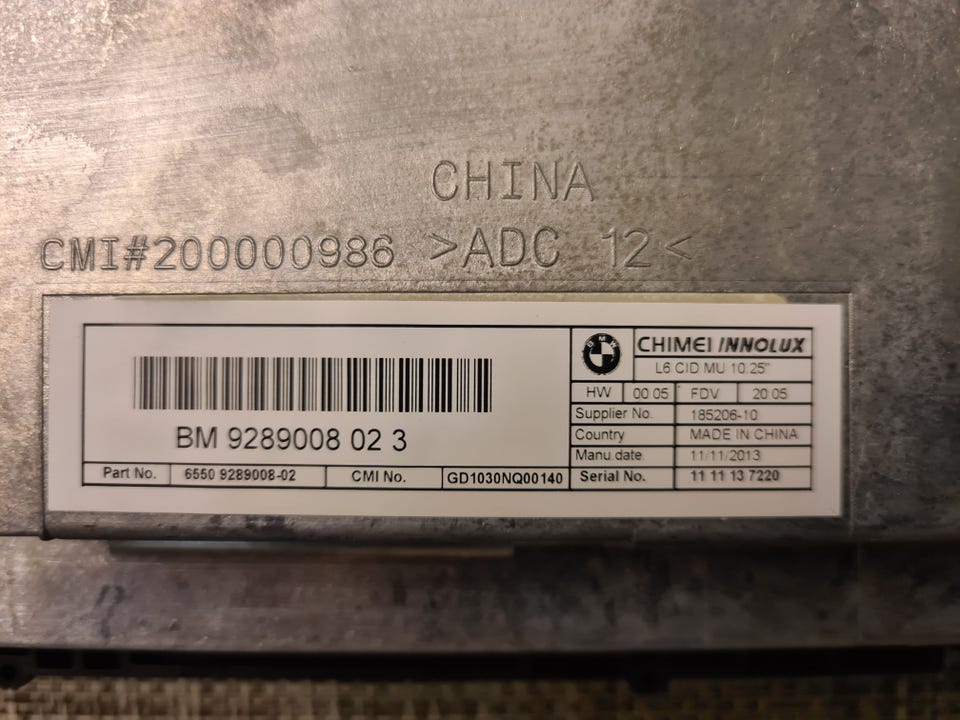 CHINA
CMI#200000986 >ADC 12<
BMW
CHIMEI INNOLUX
L6 CID MU 10.25"
HW 00 05 FDV 20 05
Supplier No. 185206-10
Country MADE IN CHINA
Manu.date. 11/11/2013
Serial No. 11 11 13 7220
BM 9289008 02 3
Part No. 6550 9289008-02 CMI No. GD1030NQ00140